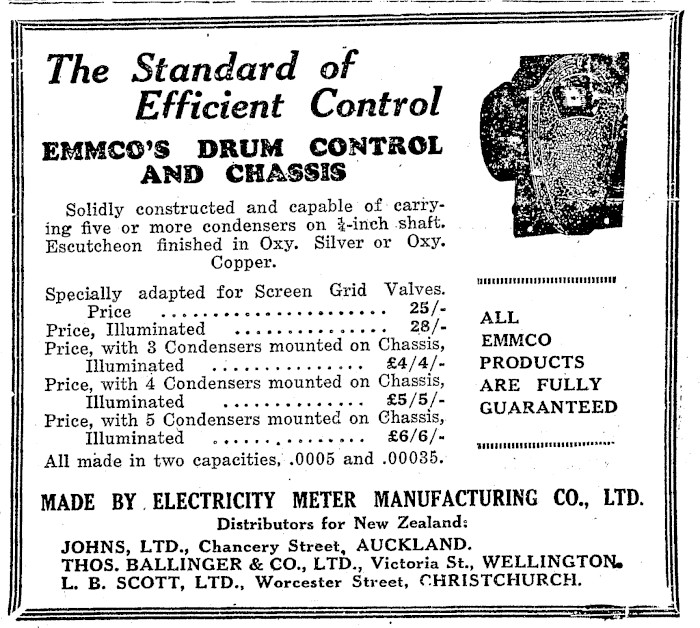 The Standard of
Efficient Control
EMMCO'S DRUM CONTROL
AND CHASSIS
Solidly constructed and capable of carry-
ing five or more condensers on ¼-inch shaft.
Escutcheon finished in Oxy. Silver or Oxy.
Copper.
Specially adapted for Screen Grid Valves.
Price ....................... 25/-
Price, Illuminated ............... 28/-
Price, with 3 Condensers mounted on Chassis,
Illuminated ............... £4/4/-
Price, with 4 Condensers mounted on Chassis,
Illuminated .............. £5/5/-
Price, with 5 Condensers mounted on Chassis,
Illuminated ............... £6/6/-
All made in two capacities, .0005 and .00035.
ALL
EMMCO
PRODUCTS
ARE FULLY
GUARANTEED
MADE BY ELECTRICITY METER MANUFACTURING CO., LTD.
Distributors for New Zealand:
JOHNS, LTD., Chancery Street, AUCKLAND.
THOS. BALLINGER & CO., LTD., Victoria St., WELLINGTON.
L. B. SCOTT, LTD., Worcester Street, CHRISTCHURCH.